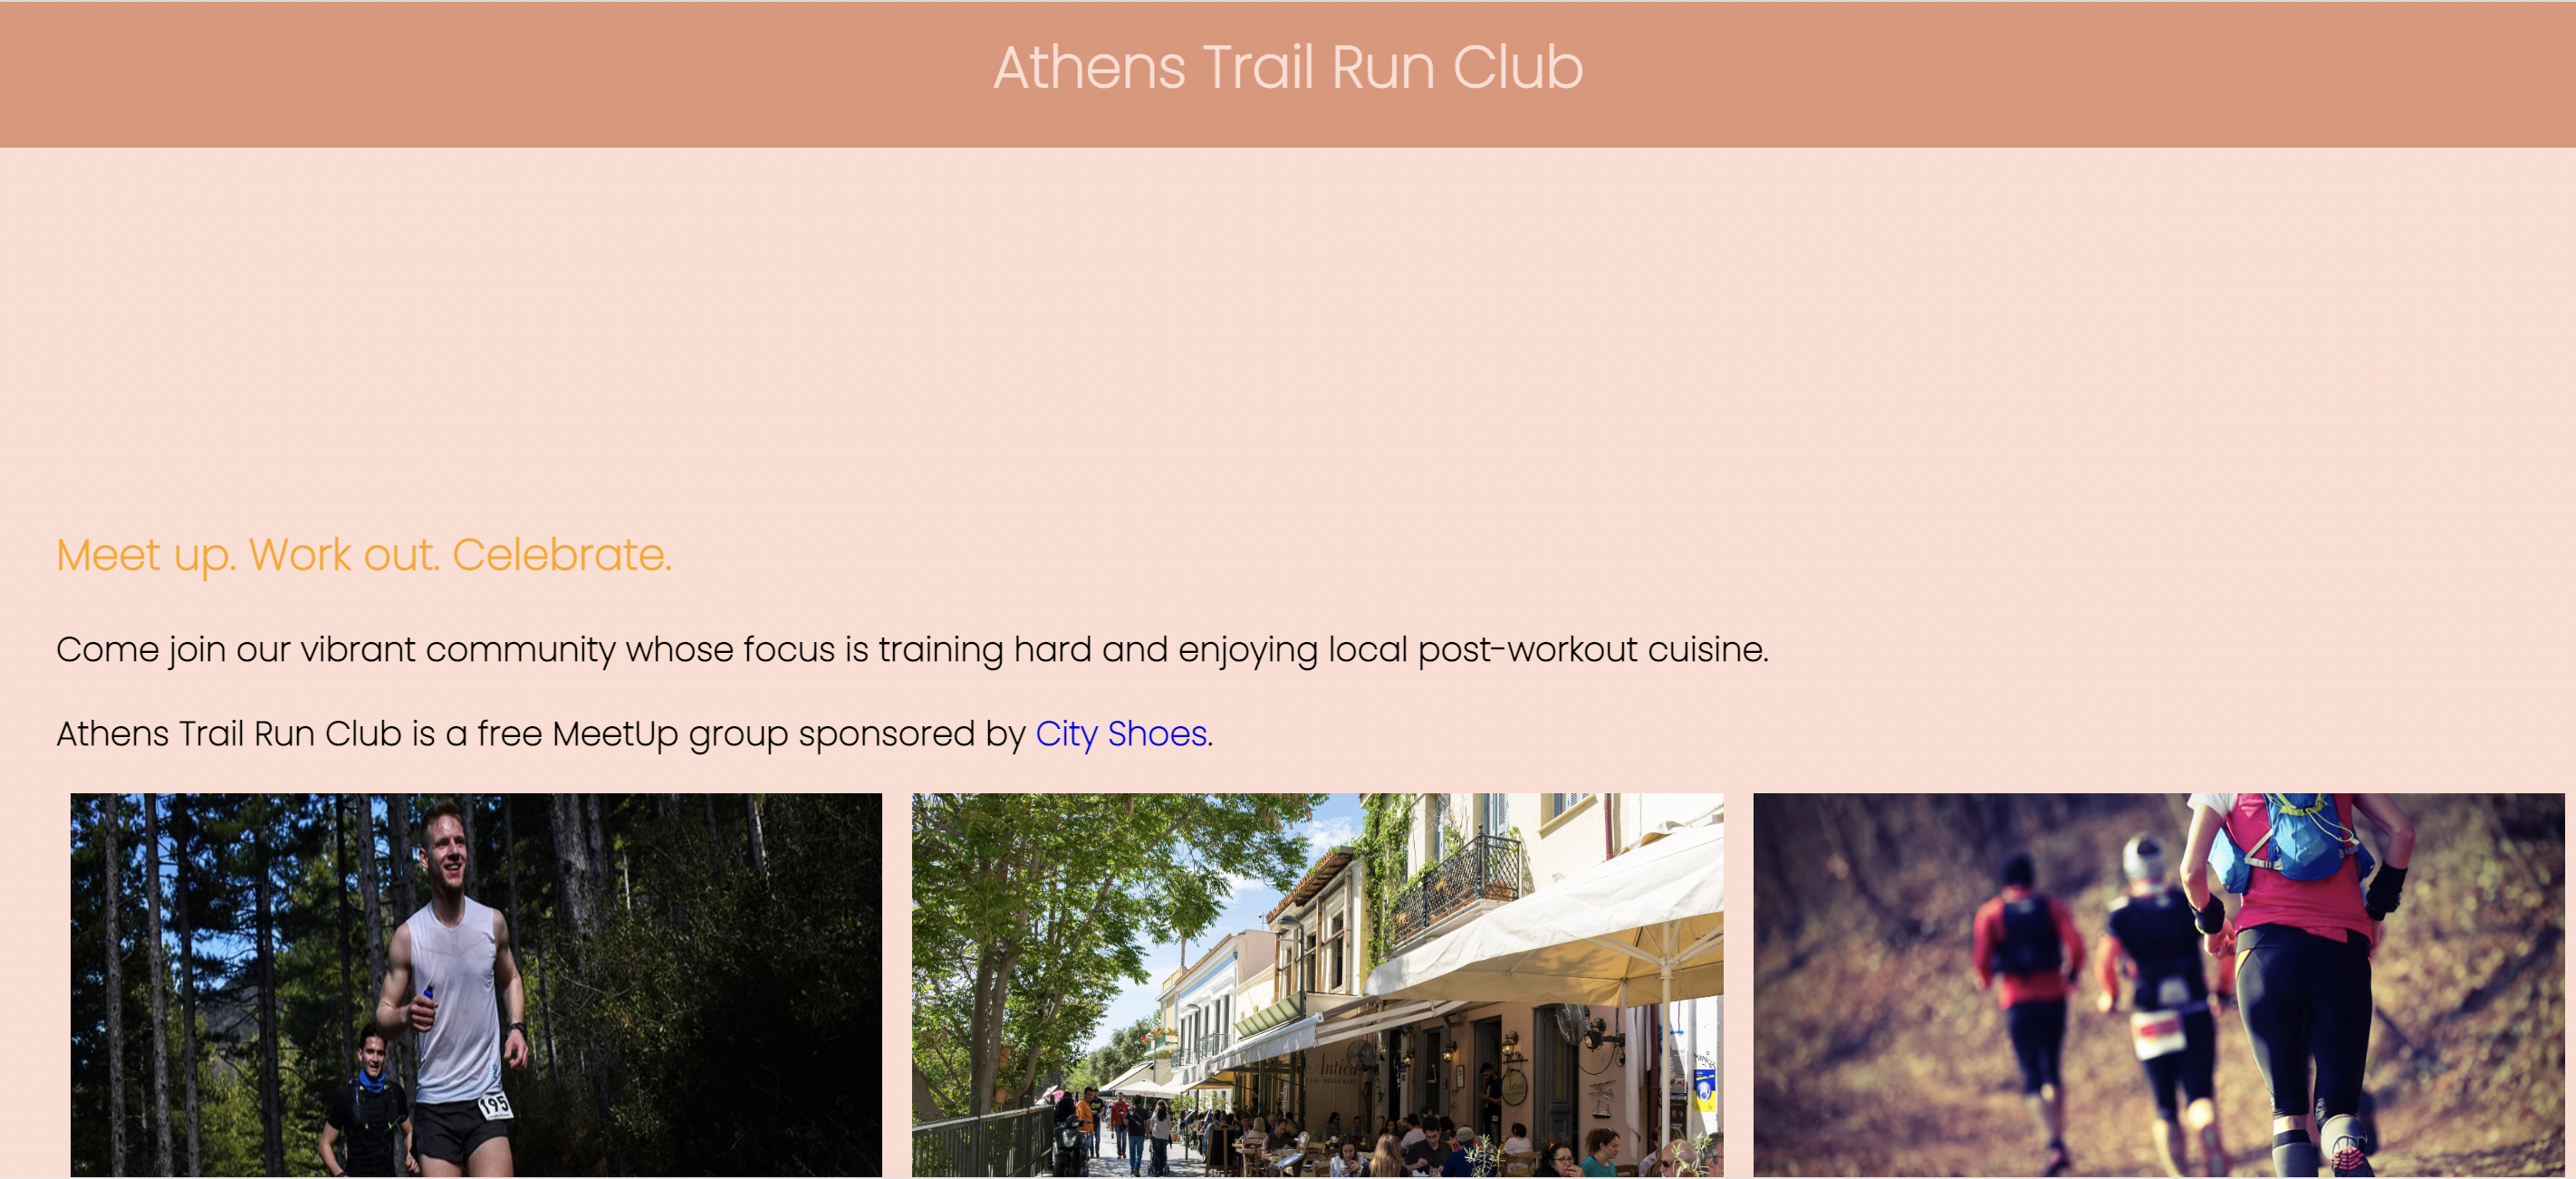 Athens Trail Run Club
Meet up. Work out. Celebrate.
Come join our vibrant community whose focus is training hard and enjoying local post-workout cuisine.
Athens Trail Run Club is a free MeetUp group sponsored by City Shoes.
195
Antica